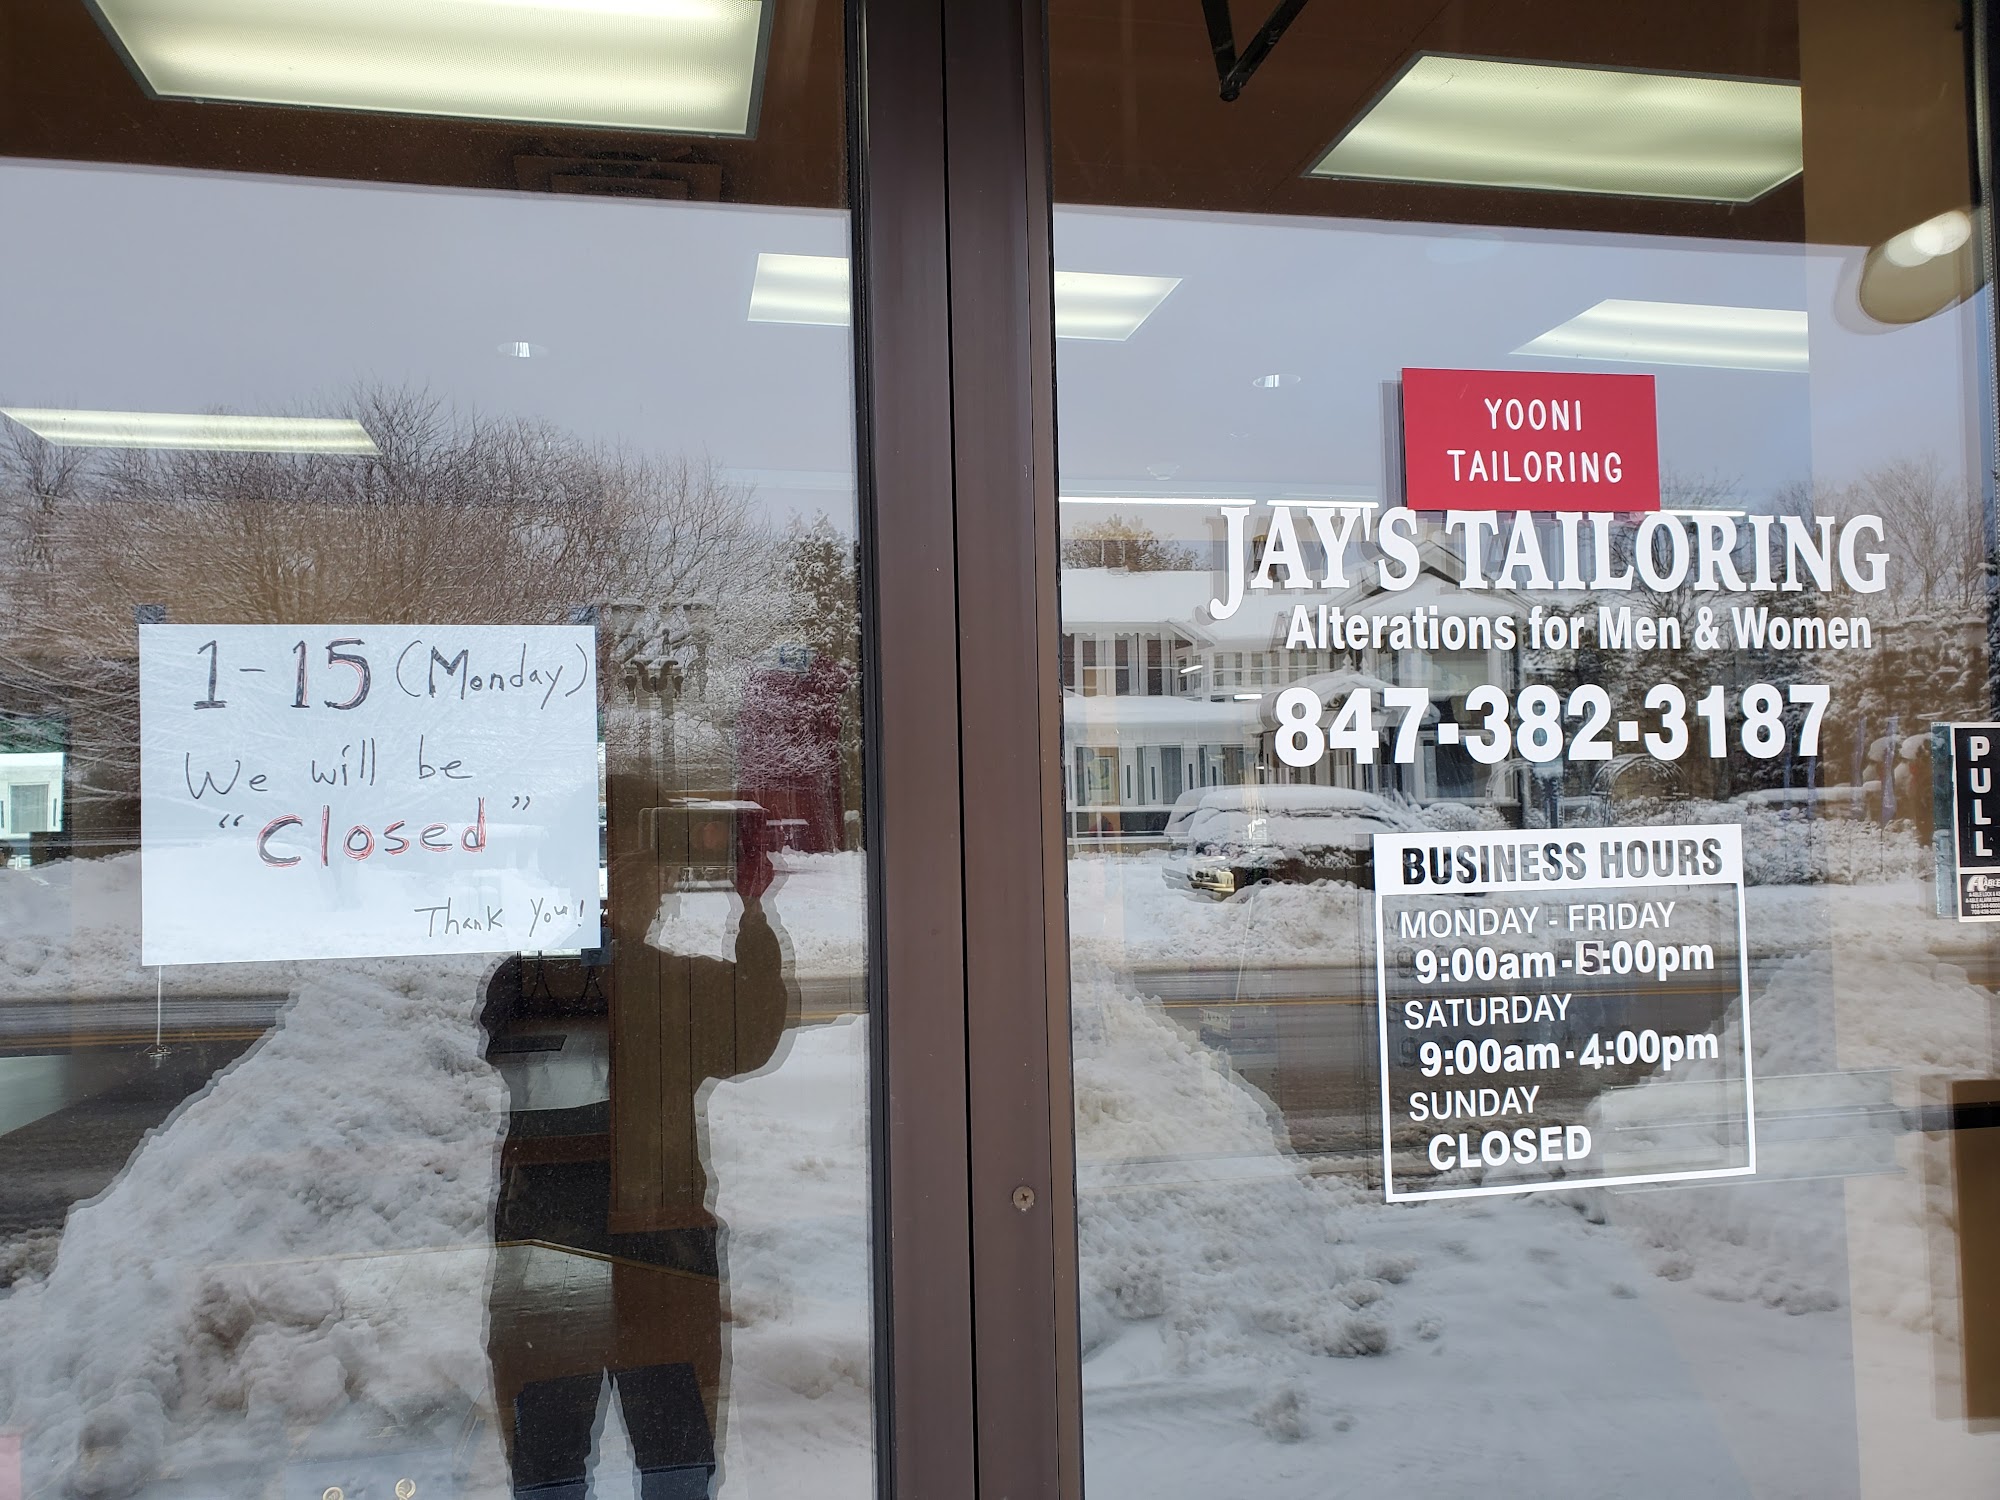 1-15 (Monday)
We will be
"Closed"
Thank you!
YOONI
TAILORING
JAY'S TAILORING
Alterations for Men & Women
847-382-3187
BUSINESS HOURS
MONDAY - FRIDAY
9:00am-5:00pm
SATURDAY
9:00am-4:00pm
SUNDAY
CLOSED
PULL